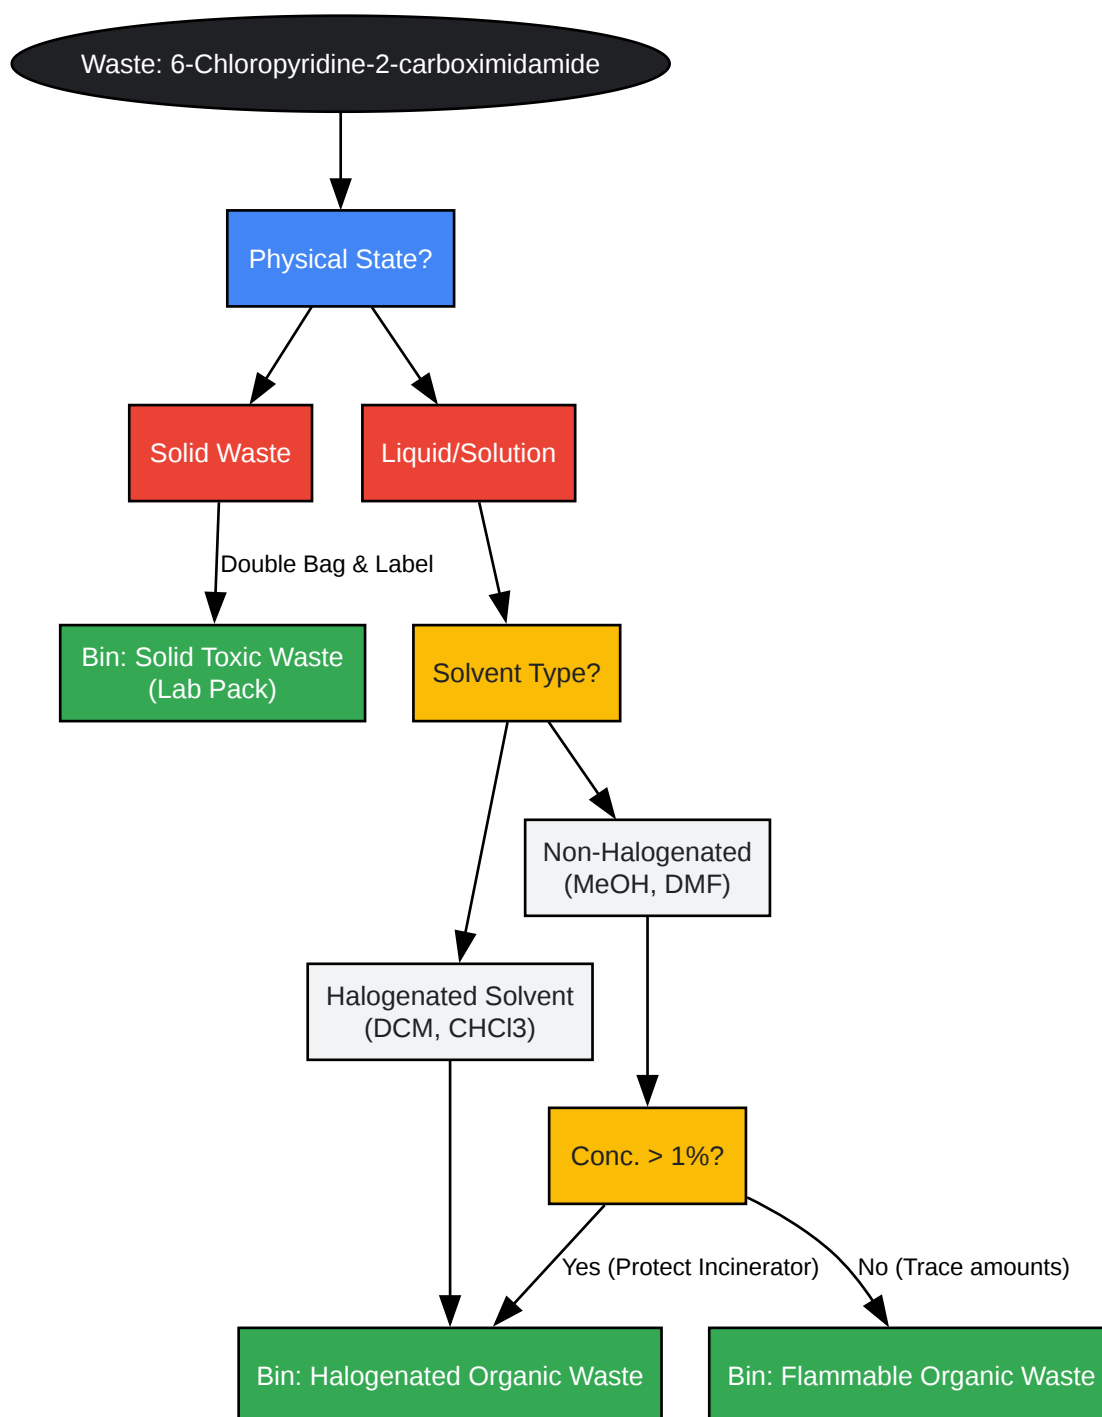 Waste: 6-Chloropyridine-2-carboximidamide
Physical State?
Solid Waste
Liquid/Solution
Double Bag & Label
Bin: Solid Toxic Waste
(Lab Pack)
Solvent Type?
Non-Halogenated
(MeOH, DMF)
Halogenated Solvent
(DCM, CHCl3)
Conc. > 1%?
Yes (Protect Incinerator)
No (Trace amounts)
Bin: Halogenated Organic Waste
Bin: Flammable Organic Waste